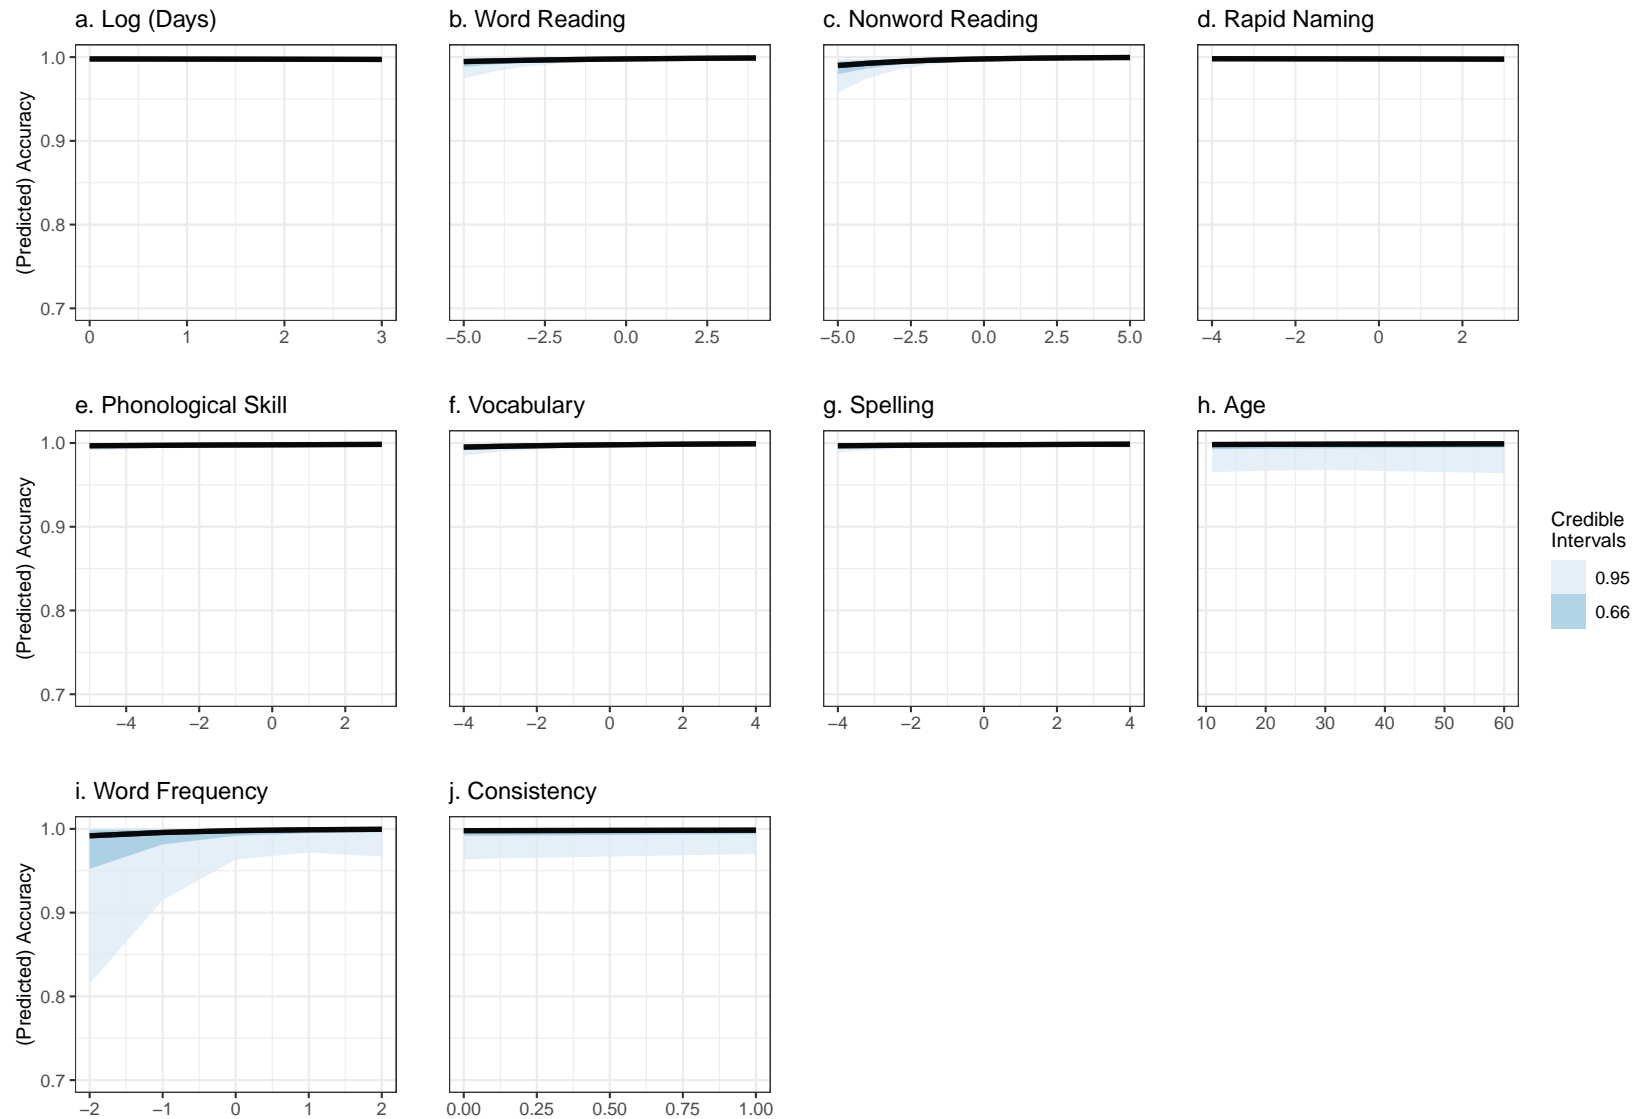 a. Log (Days)
b. Word Reading
c. Nonword Reading
d. Rapid Naming
(Predicted) Accuracy
1.0
0.9
0.8
0.7
0 1 2 3
−5.0 −2.5 0.0 2.5
−5.0 −2.5 0.0 2.5 5.0
−4 −2 0 2
e. Phonological Skill
f. Vocabulary
g. Spelling
h. Age
(Predicted) Accuracy
1.0
0.9
0.8
0.7
−4 −2 0 2
−4 −2 0 2 4
−4 −2 0 2 4
10 20 30 40 50 60
Credible
Intervals
0.95
0.66
i. Word Frequency
j. Consistency
(Predicted) Accuracy
1.0
0.9
0.8
0.7
−2 −1 0 1 2
0.00 0.25 0.50 0.75 1.00